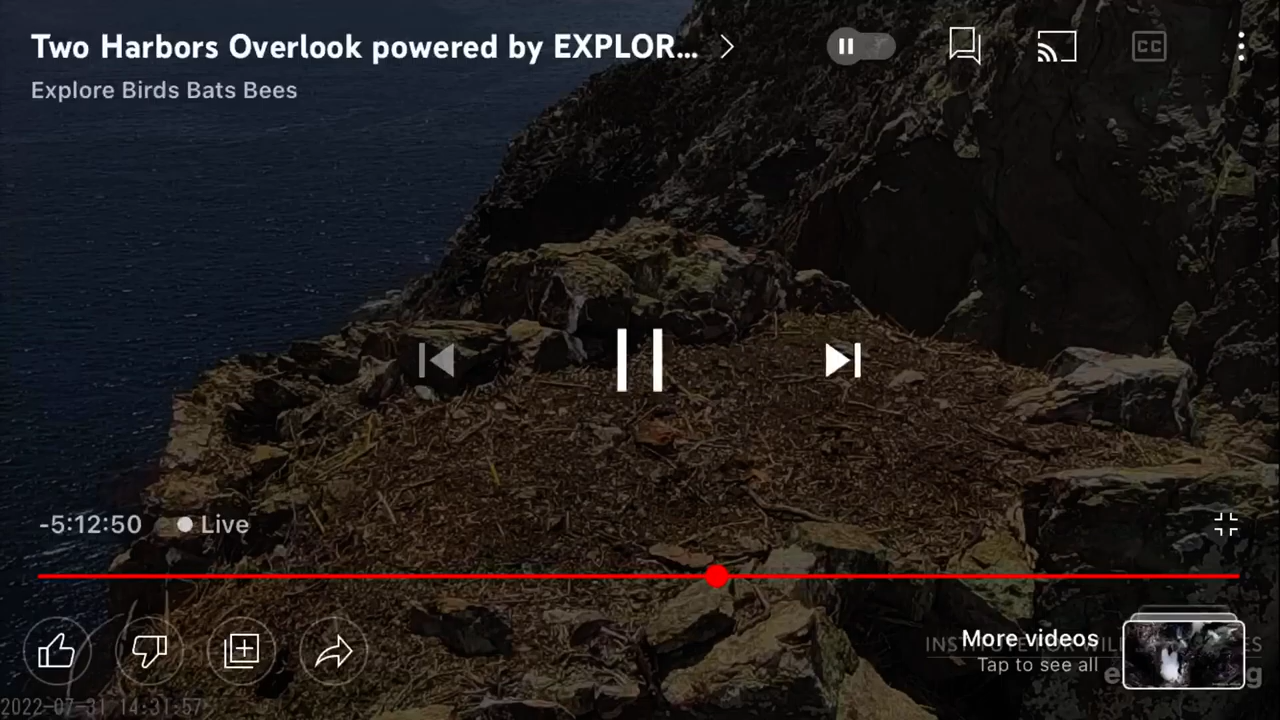 Two Harbors Overlook powered by EXPLOR...
CC
Explore Birds Bats Bees
-5:12:50
Live
More videos
Tap to see all
2022-07-31 14:31:57